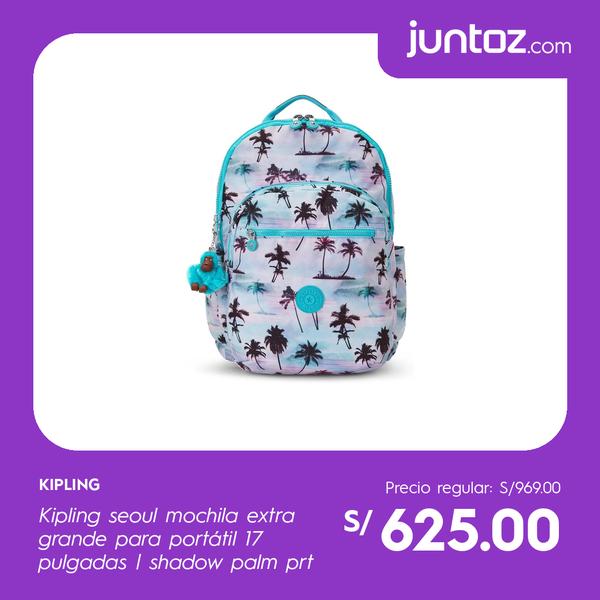 juntoz.com
KIPLING
Kipling seoul mochila extra
grande para portátil 17
pulgadas | shadow palm prt
Precio regular: S/969.00
S/ 625.00